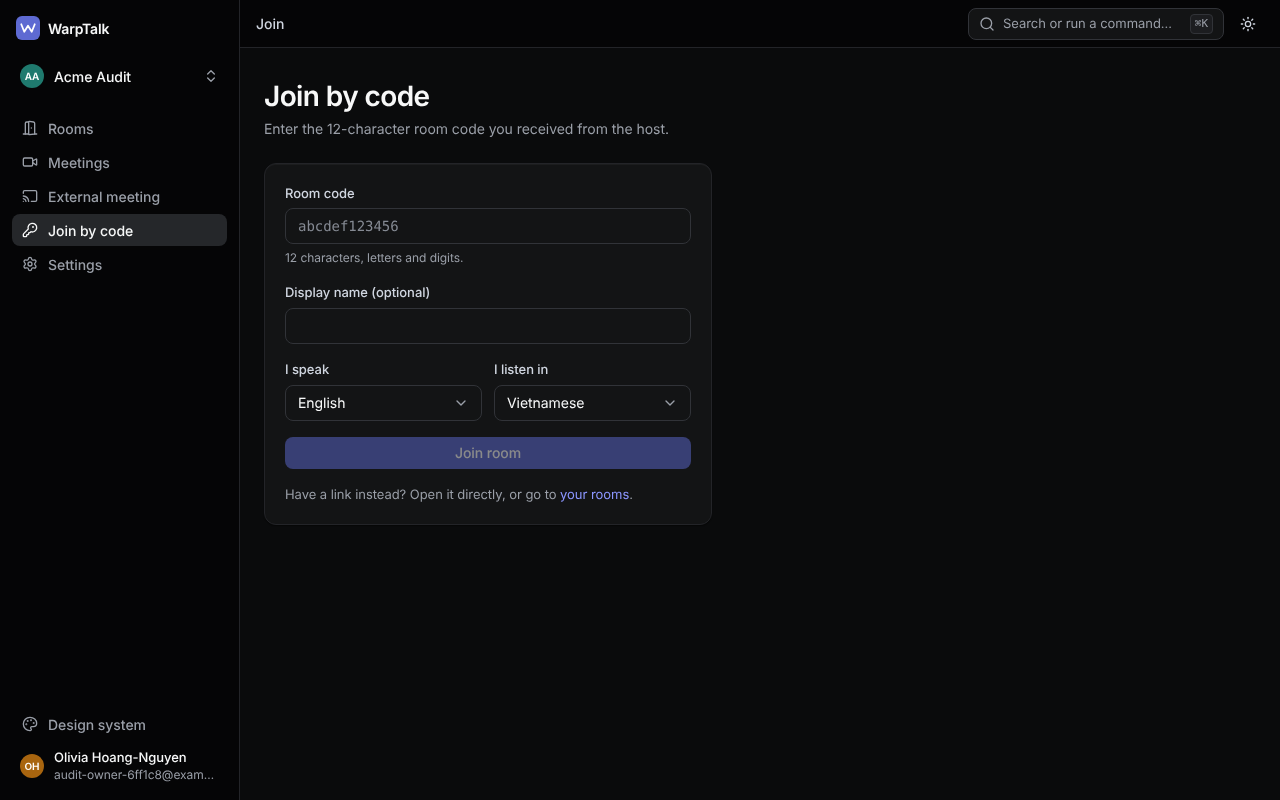 WarpTalk
AA Acme Audit
Rooms
Meetings
External meeting
Join by code
Settings
Design system
OH Olivia Hoang-Nguyen
audit-owner-6ff1c8@exam...
Join
Search or run a command... ⌘K
Join by code
Enter the 12-character room code you received from the host.
Room code
abcdef123456
12 characters, letters and digits.
Display name (optional)
I speak I listen in
English Vietnamese
Join room
Have a link instead? Open it directly, or go to your rooms.